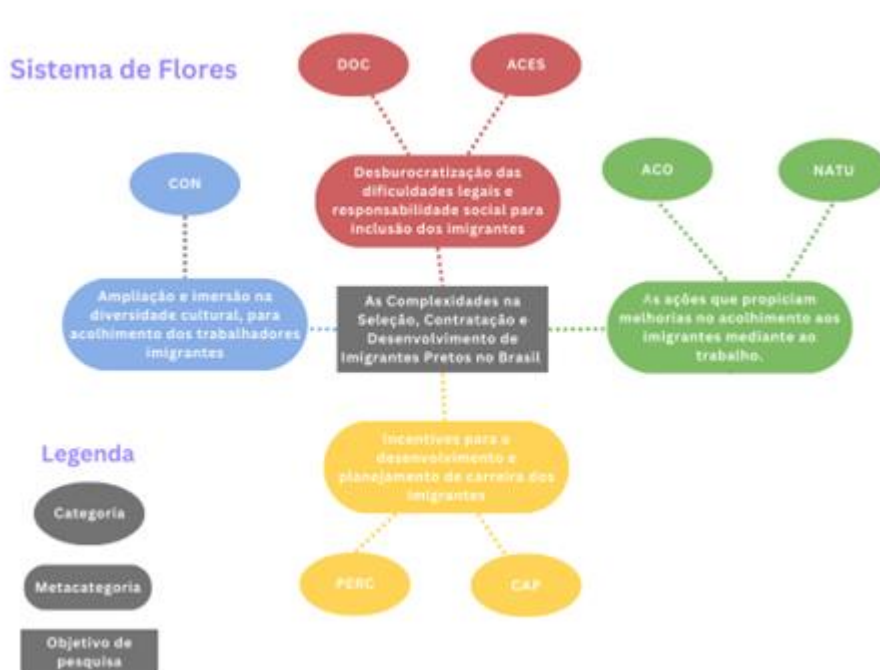 Sistema de Flores
DOC
ACES
Desburocratização das
dificuldades legais e
responsabilidade social para
inclusão dos imigrantes
CON
ACO
NATU
Ampliação e imersão na
diversidade cultural, para
acolhimento dos trabalhadores
imigrantes
As Complexidades na
Seleção, Contratação e
Desenvolvimento de
Imigrantes Pretos no Brasil
As ações que propiciam
melhorias no acolhimento aos
imigrantes mediante ao
trabalho.
Incentivos para o
desenvolvimento e
planejamento de carreira dos
imigrantes
PERC
CAP
Legenda
Categoria
Metacategoria
Objetivo de
pesquisa